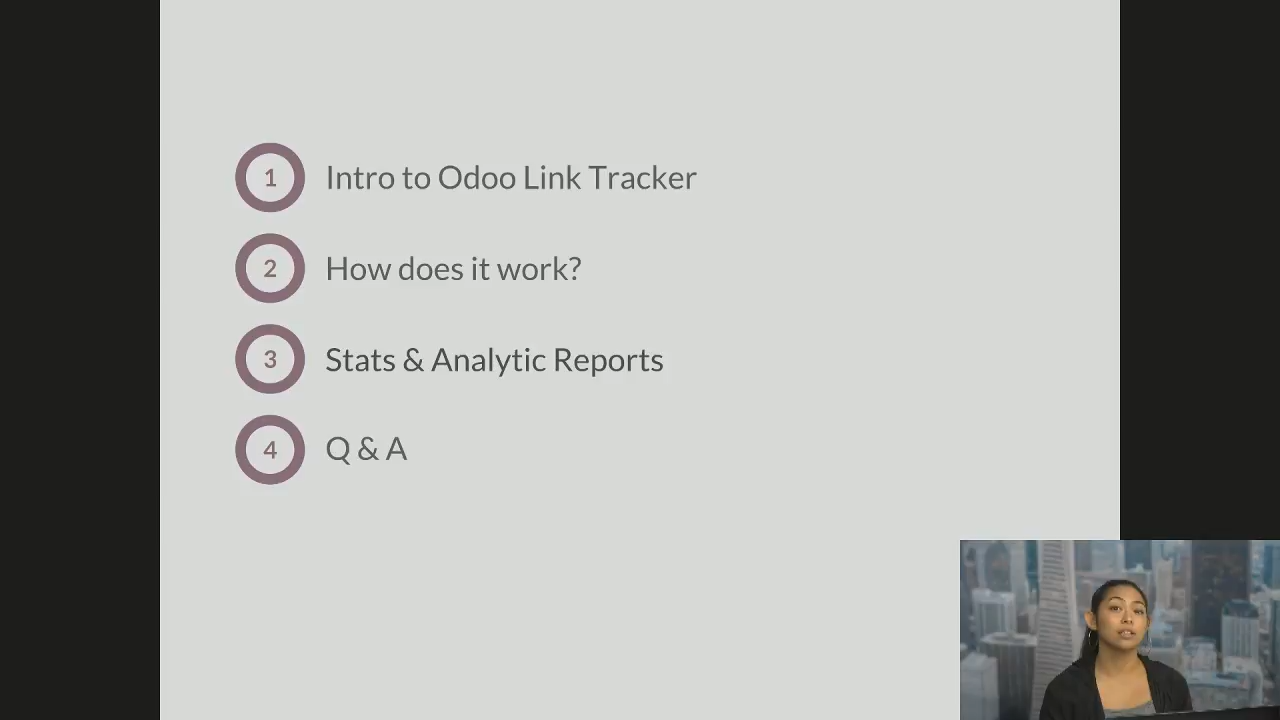 1 Intro to Odoo Link Tracker
2 How does it work?
3 Stats & Analytic Reports
4 Q & A